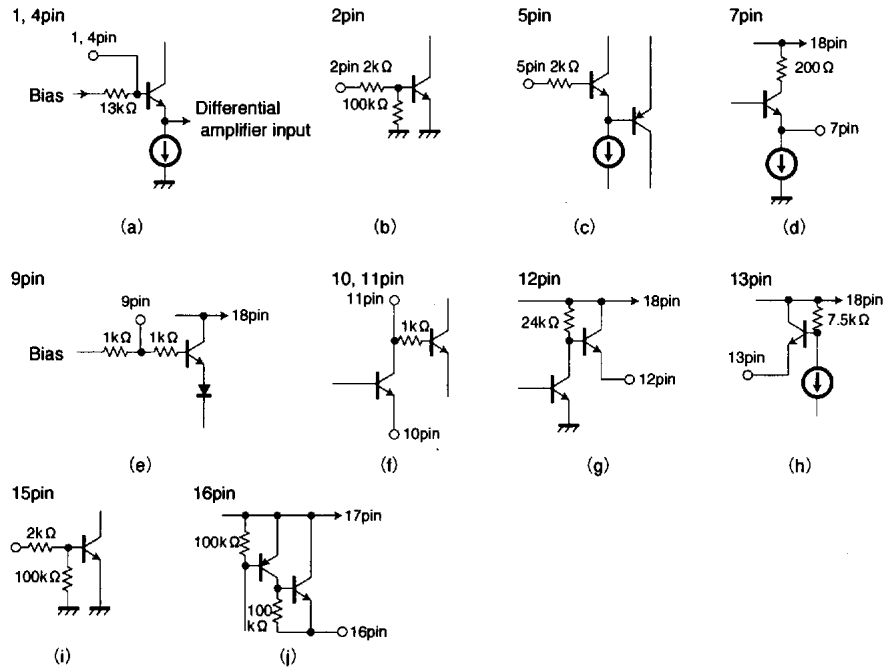 1, 4pin
1, 4pin
Bias
13kΩ
Differential
amplifier input
(a)
2pin
2pin 2kΩ
100kΩ
(b)
5pin
5pin 2kΩ
(c)
7pin
18pin
200Ω
7pin
(d)
9pin
9pin
1kΩ 1kΩ
18pin
Bias
(e)
10, 11pin
11pin
1kΩ
10pin
(f)
12pin
18pin
24kΩ
12pin
(g)
13pin
18pin
7.5kΩ
13pin
(h)
15pin
2kΩ
100kΩ
(i)
16pin
17pin
100kΩ
100
kΩ
16pin
(j)